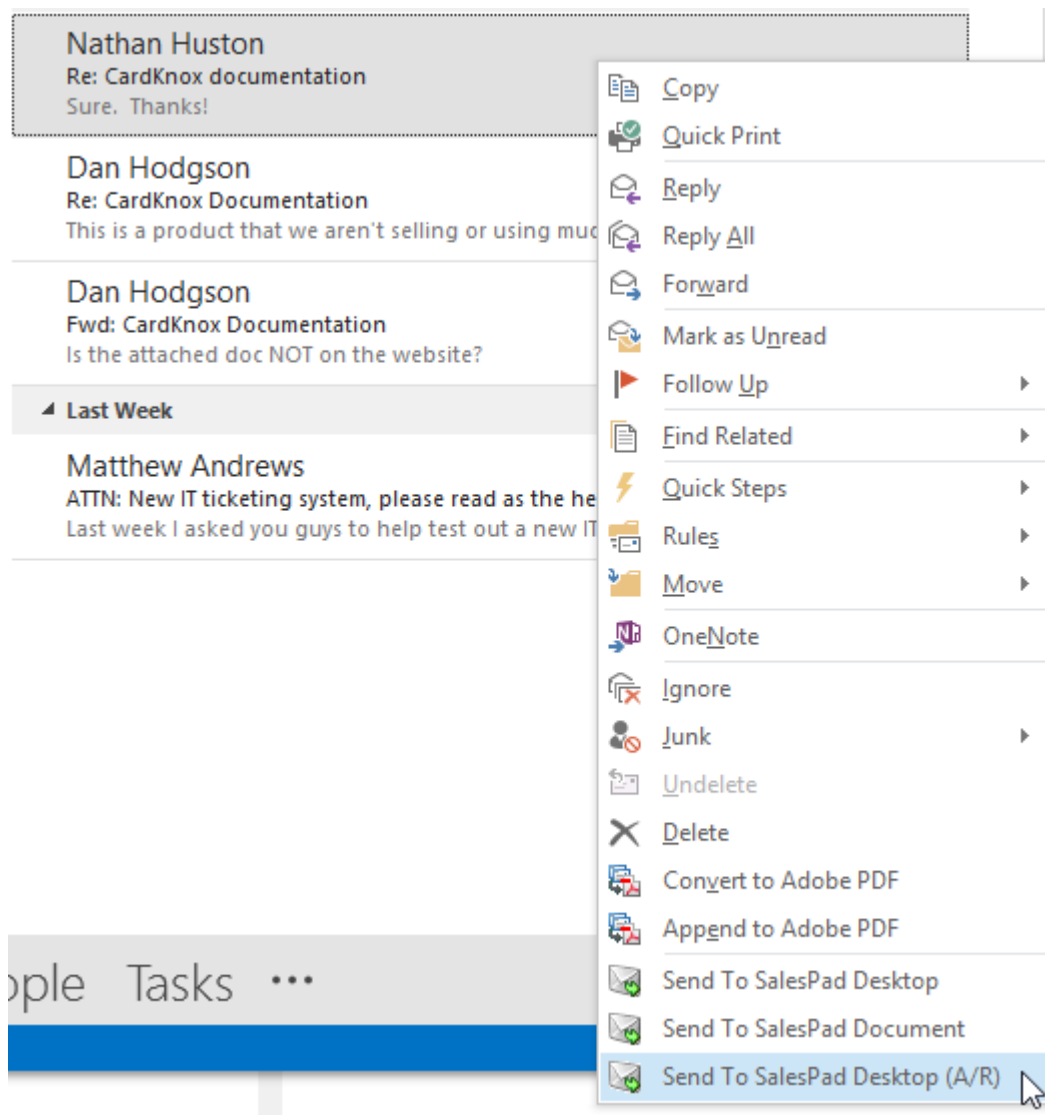 Nathan Huston
Re: CardKnox documentation
Sure.  Thanks!
Dan Hodgson
Re: CardKnox Documentation
This is a product that we aren't selling or using muc
Dan Hodgson
Fwd: CardKnox Documentation
Is the attached doc NOT on the website?
Last Week
Matthew Andrews
ATTN: New IT ticketing system, please read as the he
Last week I asked you guys to help test out a new IT
ople Tasks •••
Copy
Quick Print
Reply
Reply All
Forward
Mark as Unread
Follow Up
Find Related
Quick Steps
Rules
Move
OneNote
Ignore
Junk
Undelete
Delete
Convert to Adobe PDF
Append to Adobe PDF
Send To SalesPad Desktop
Send To SalesPad Document
Send To SalesPad Desktop (A/R)